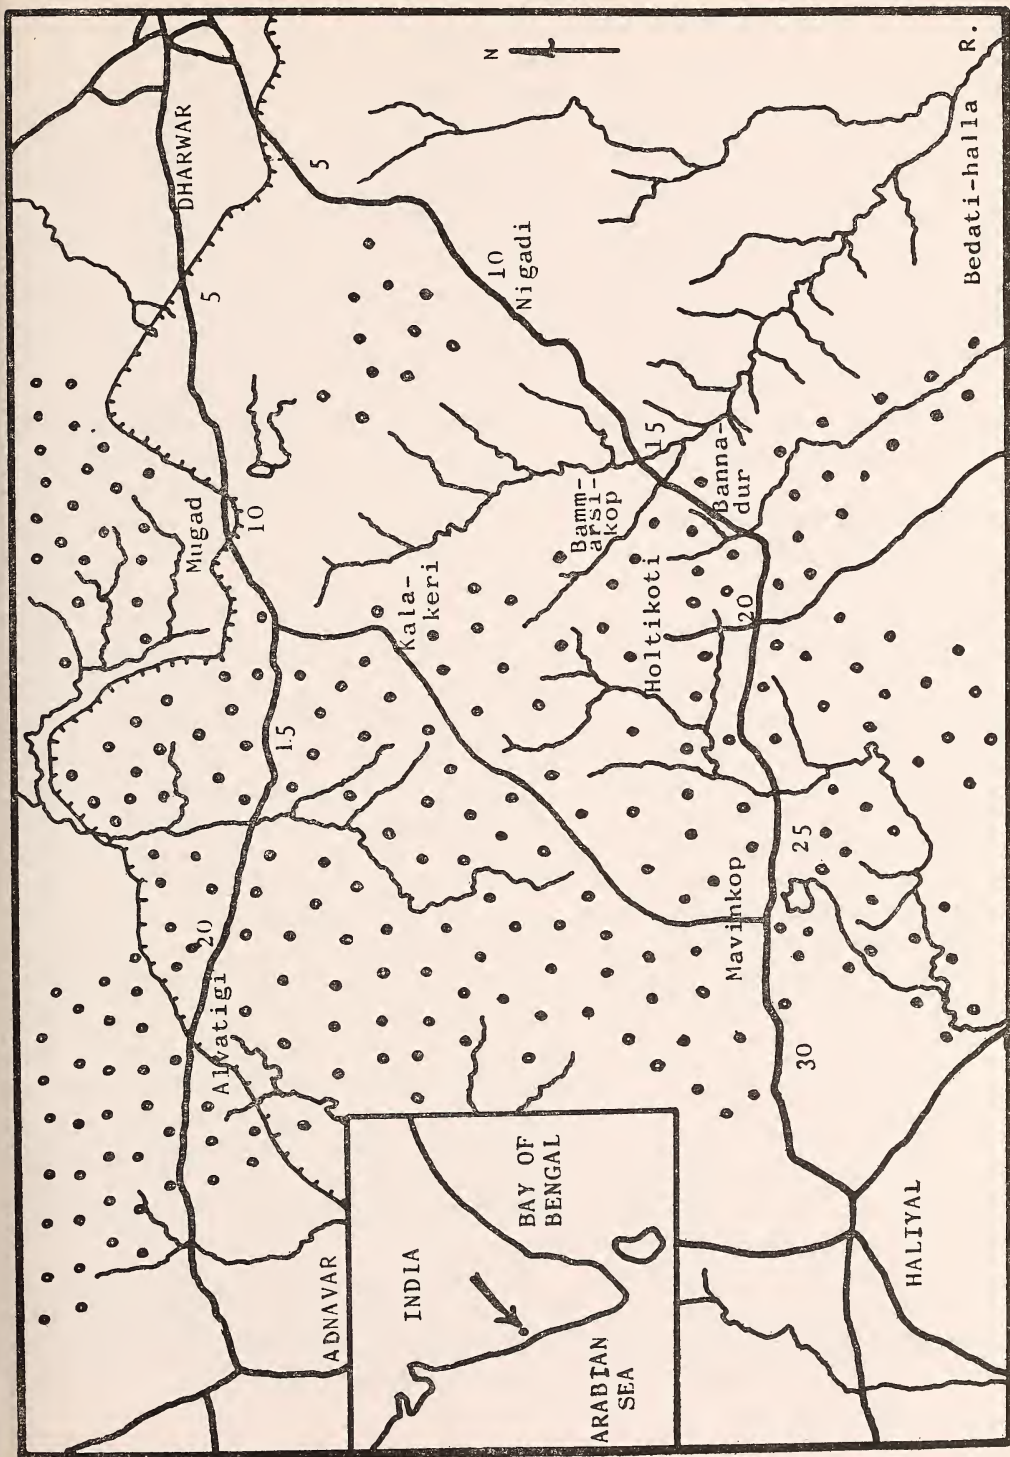 DHARWAR
Mugad
20
5
Alvatigi
10
15
5
ADNAVAR
Kala-
keri
INDIA
N
10
Nigadi
BAY OF
BENGAL
Bamm-
arsi-
kop
ARABIAN
SEA
Holtikoti
15
Banna-
dur
Mavinkop
20
25
30
HALIYAL
Bedati-halla R.